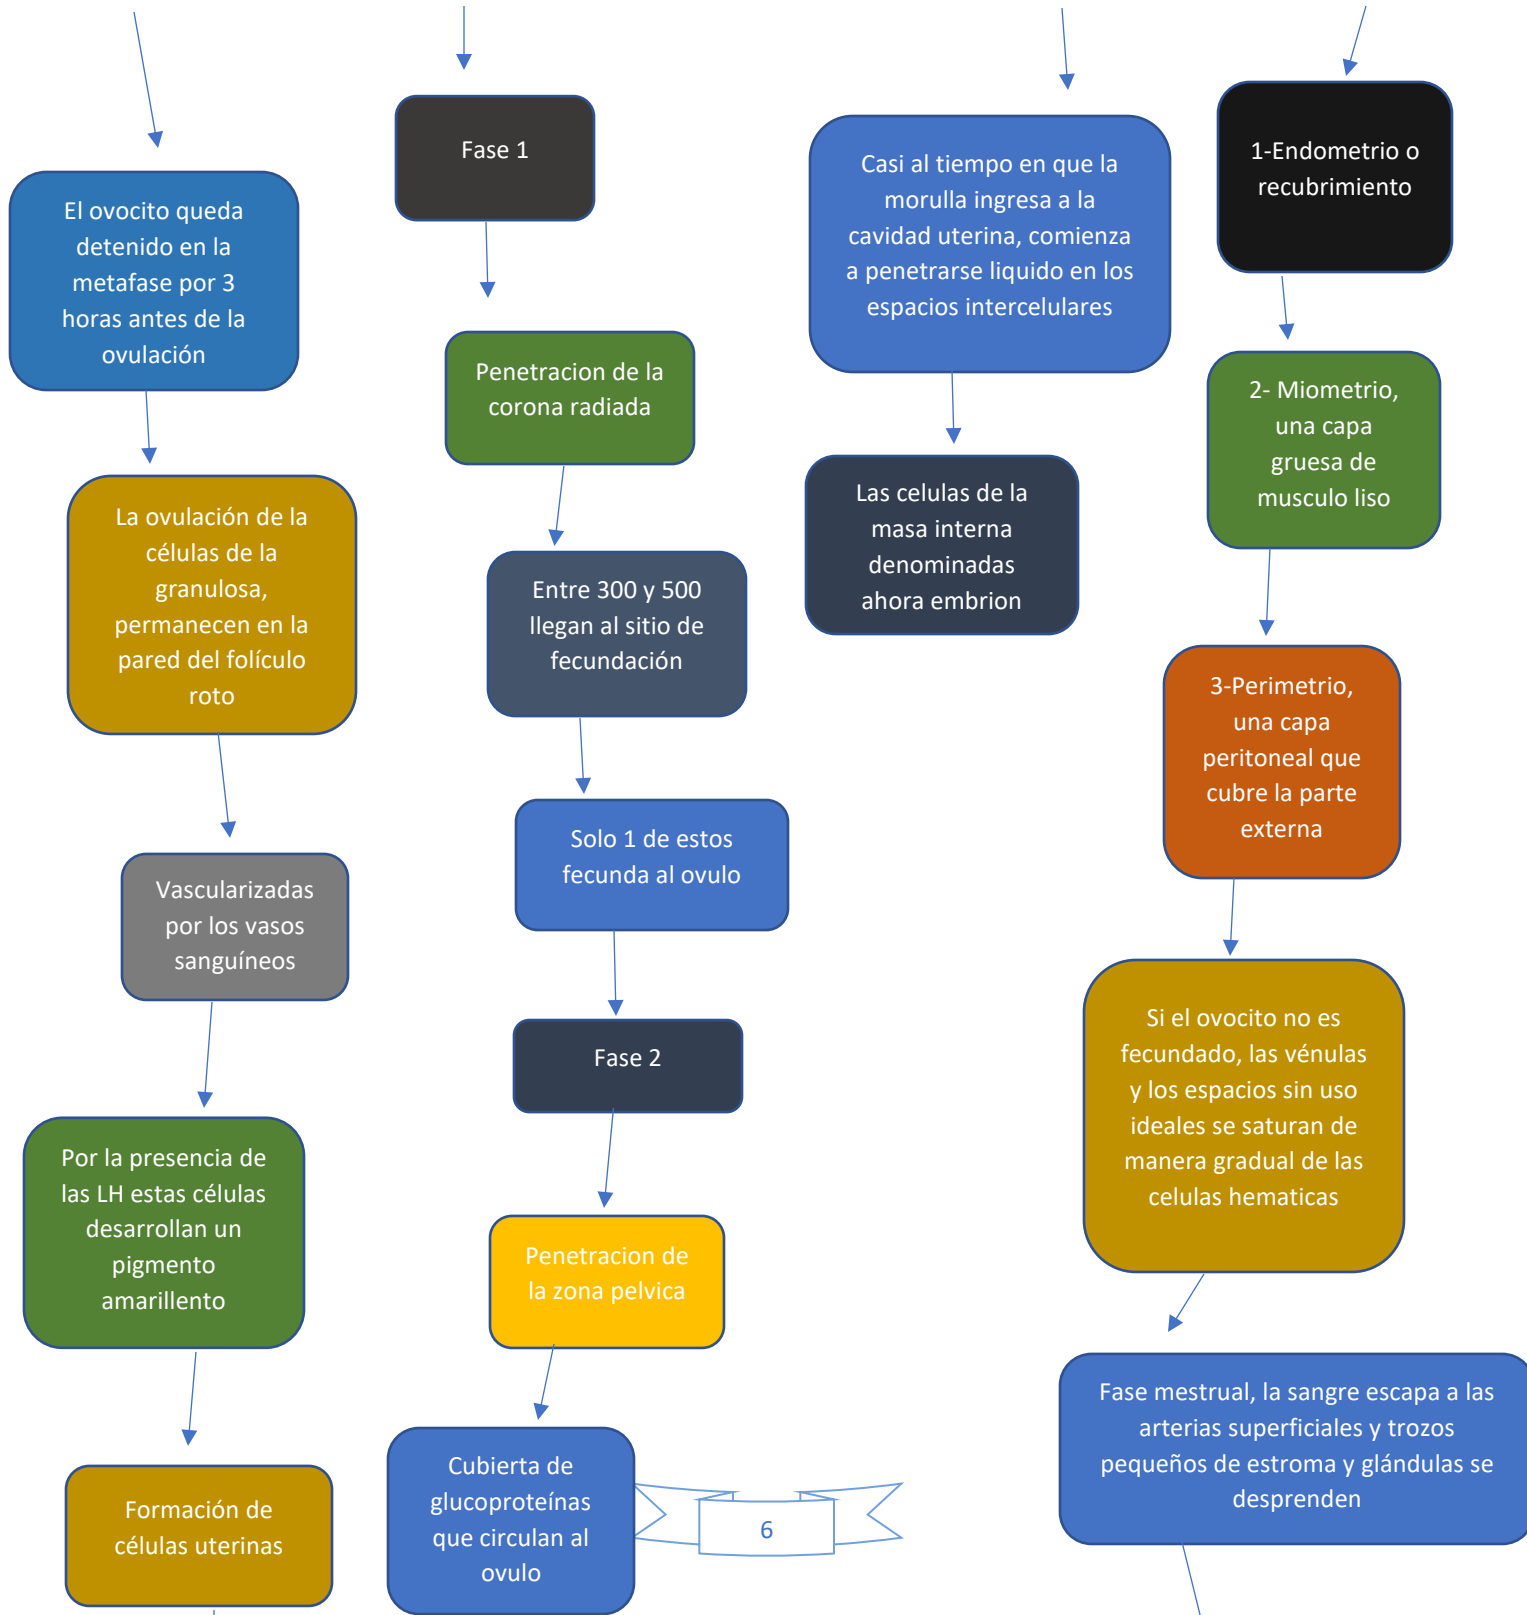 El ovocito queda
detenido en la
metafase por 3
horas antes de la
ovulación
La ovulación de la
células de la
granulosa,
permanecen en la
pared del folículo
roto
Vascularizadas
por los vasos
sanguíneos
Por la presencia de
las LH estas células
desarrollan un
pigmento
amarillento
Formación de
células uterinas
Fase 1
Penetracion de la
corona radiada
Entre 300 y 500
llegan al sitio de
fecundación
Solo 1 de estos
fecunda al ovulo
Fase 2
Penetracion de
la zona pelvica
Cubierta de
glucoproteínas
que circulan al
ovulo
Casi al tiempo en que la
morulla ingresa a la
cavidad uterina, comienza
a penetrarse liquido en los
espacios intercelulares
Las celulas de la
masa interna
denominadas
ahora embrion
1-Endometrio o
recubrimiento
2- Miometrio,
una capa
gruesa de
musculo liso
3-Perimetrio,
una capa
peritoneal que
cubre la parte
externa
Si el ovocito no es
fecundado, las vénulas
y los espacios sin uso
ideales se saturan de
manera gradual de las
celulas hematicas
Fase mestrual, la sangre escapa a las
arterias superficiales y trozos
pequeños de estroma y glándulas se
desprenden
6